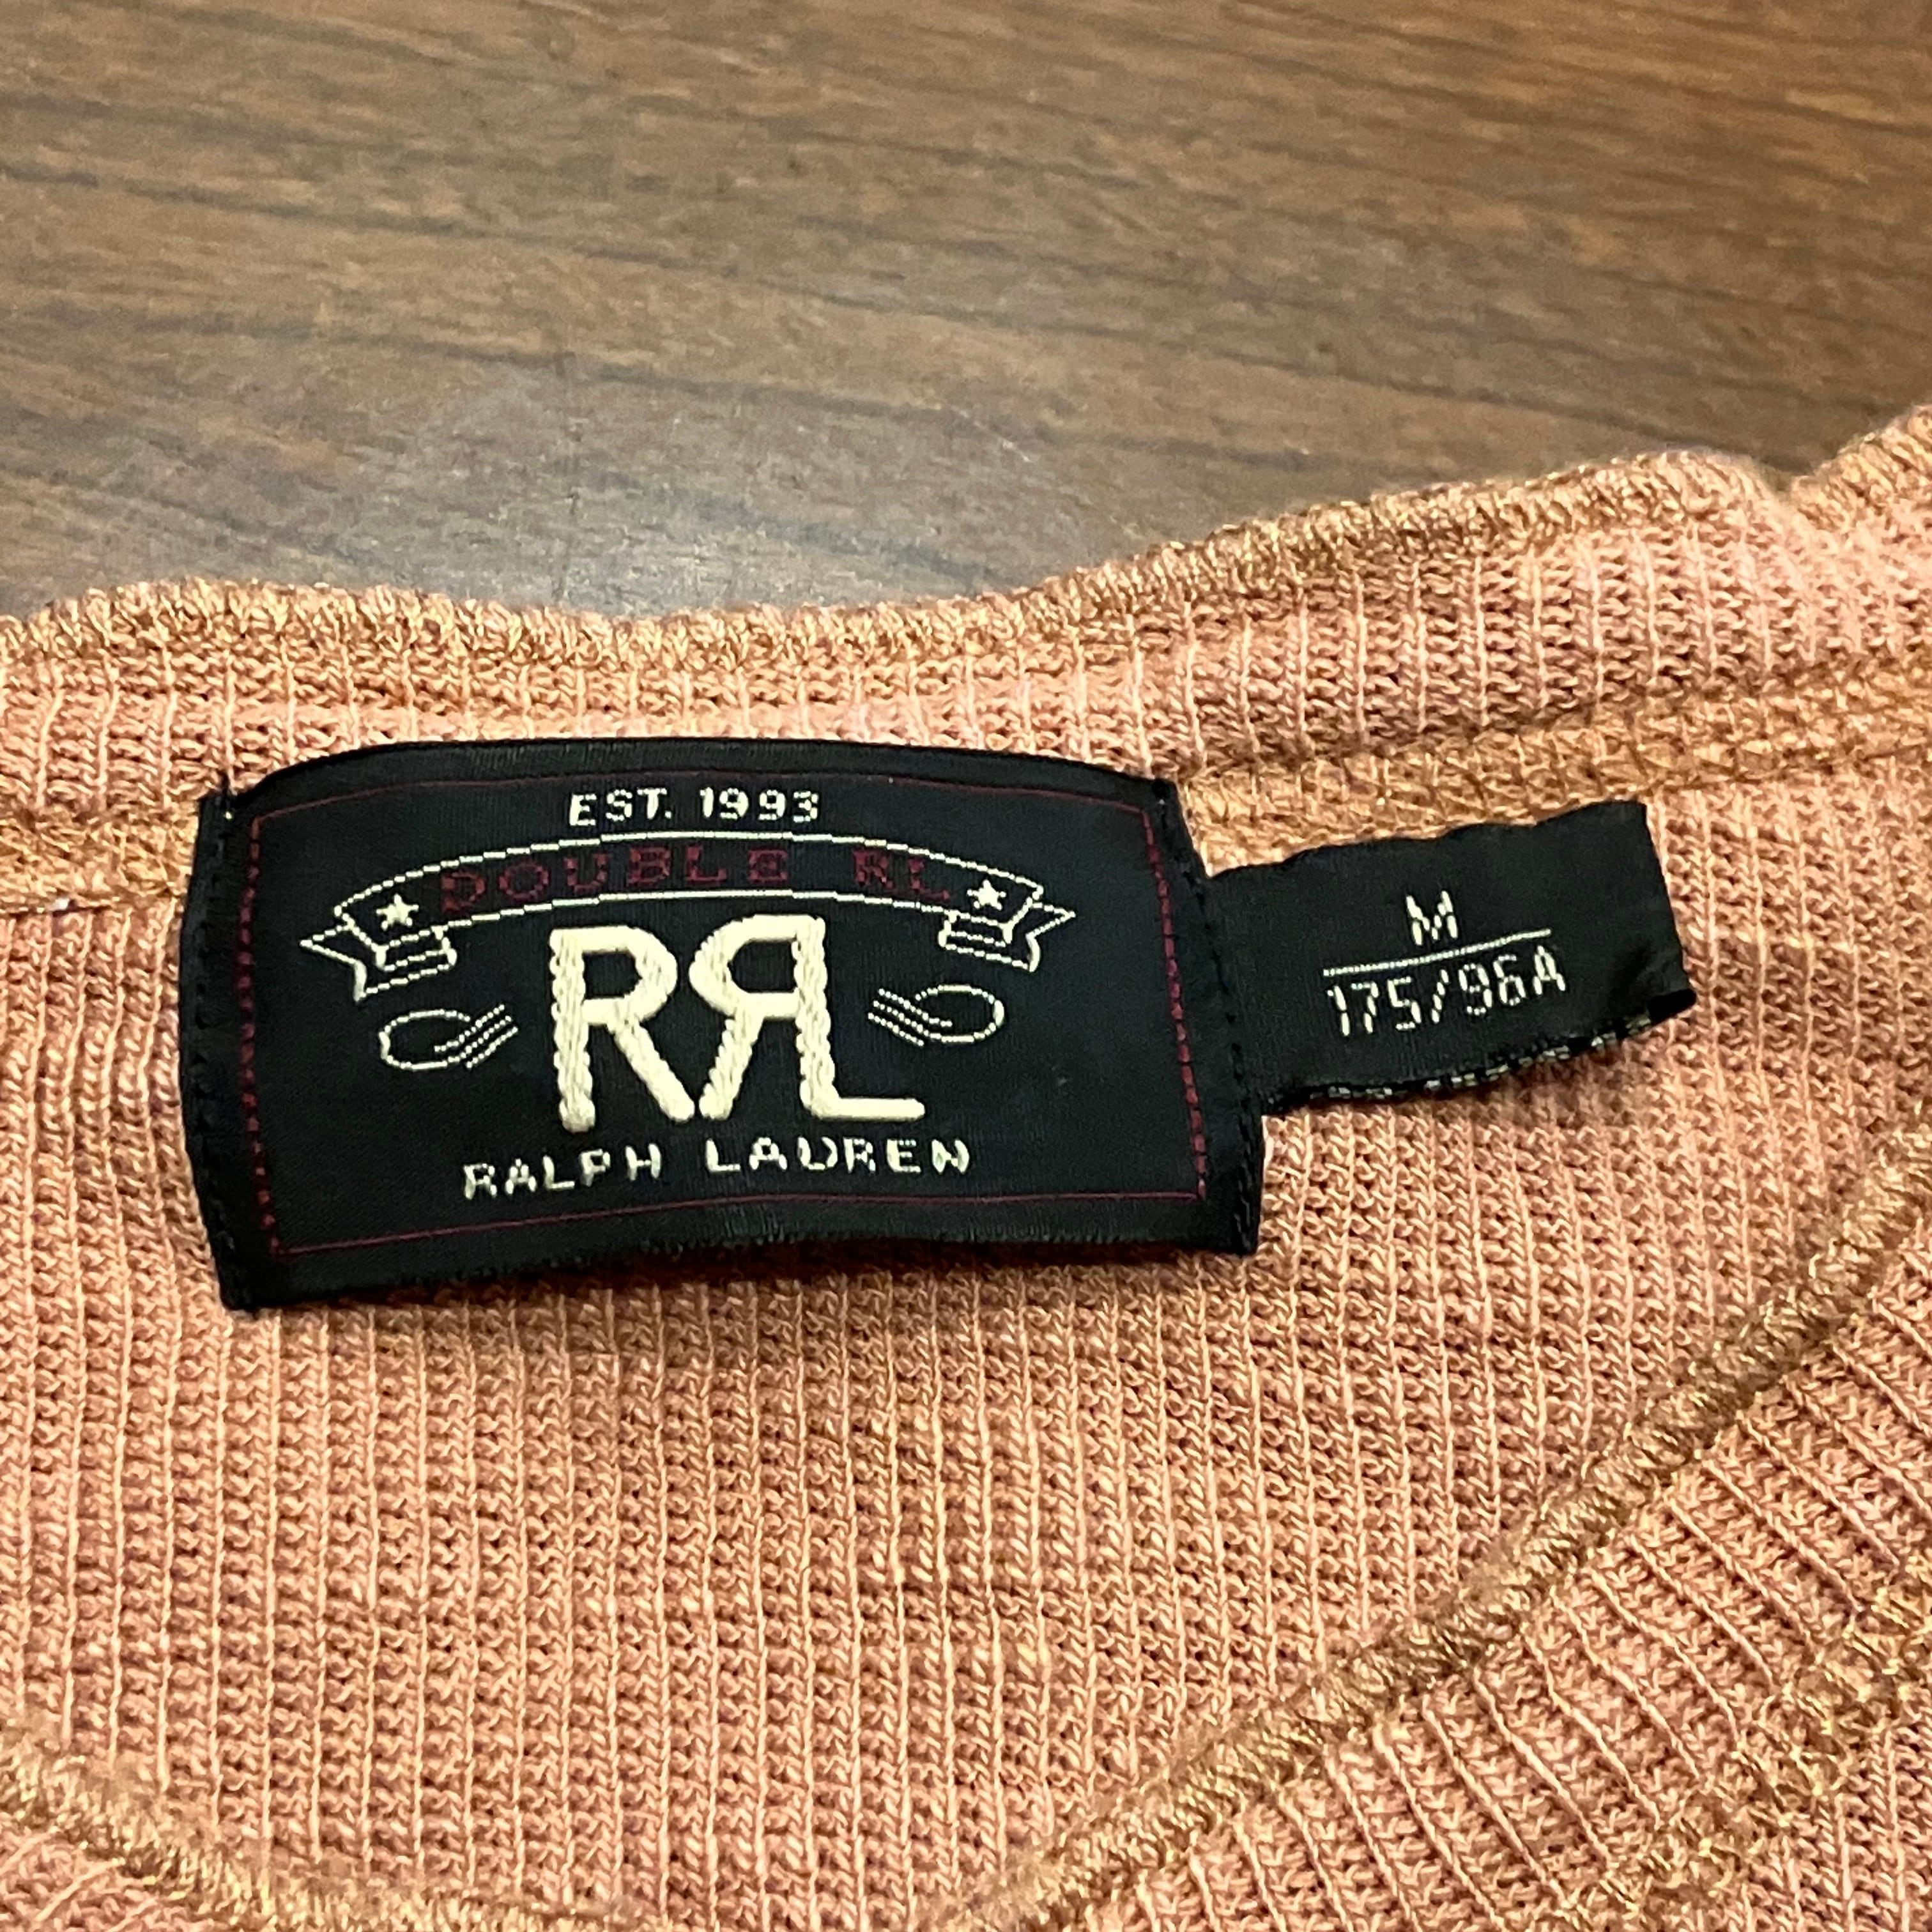 EST. 1993
DOUBLE RL
RRL
RALPH LAUREN
M
175/96A